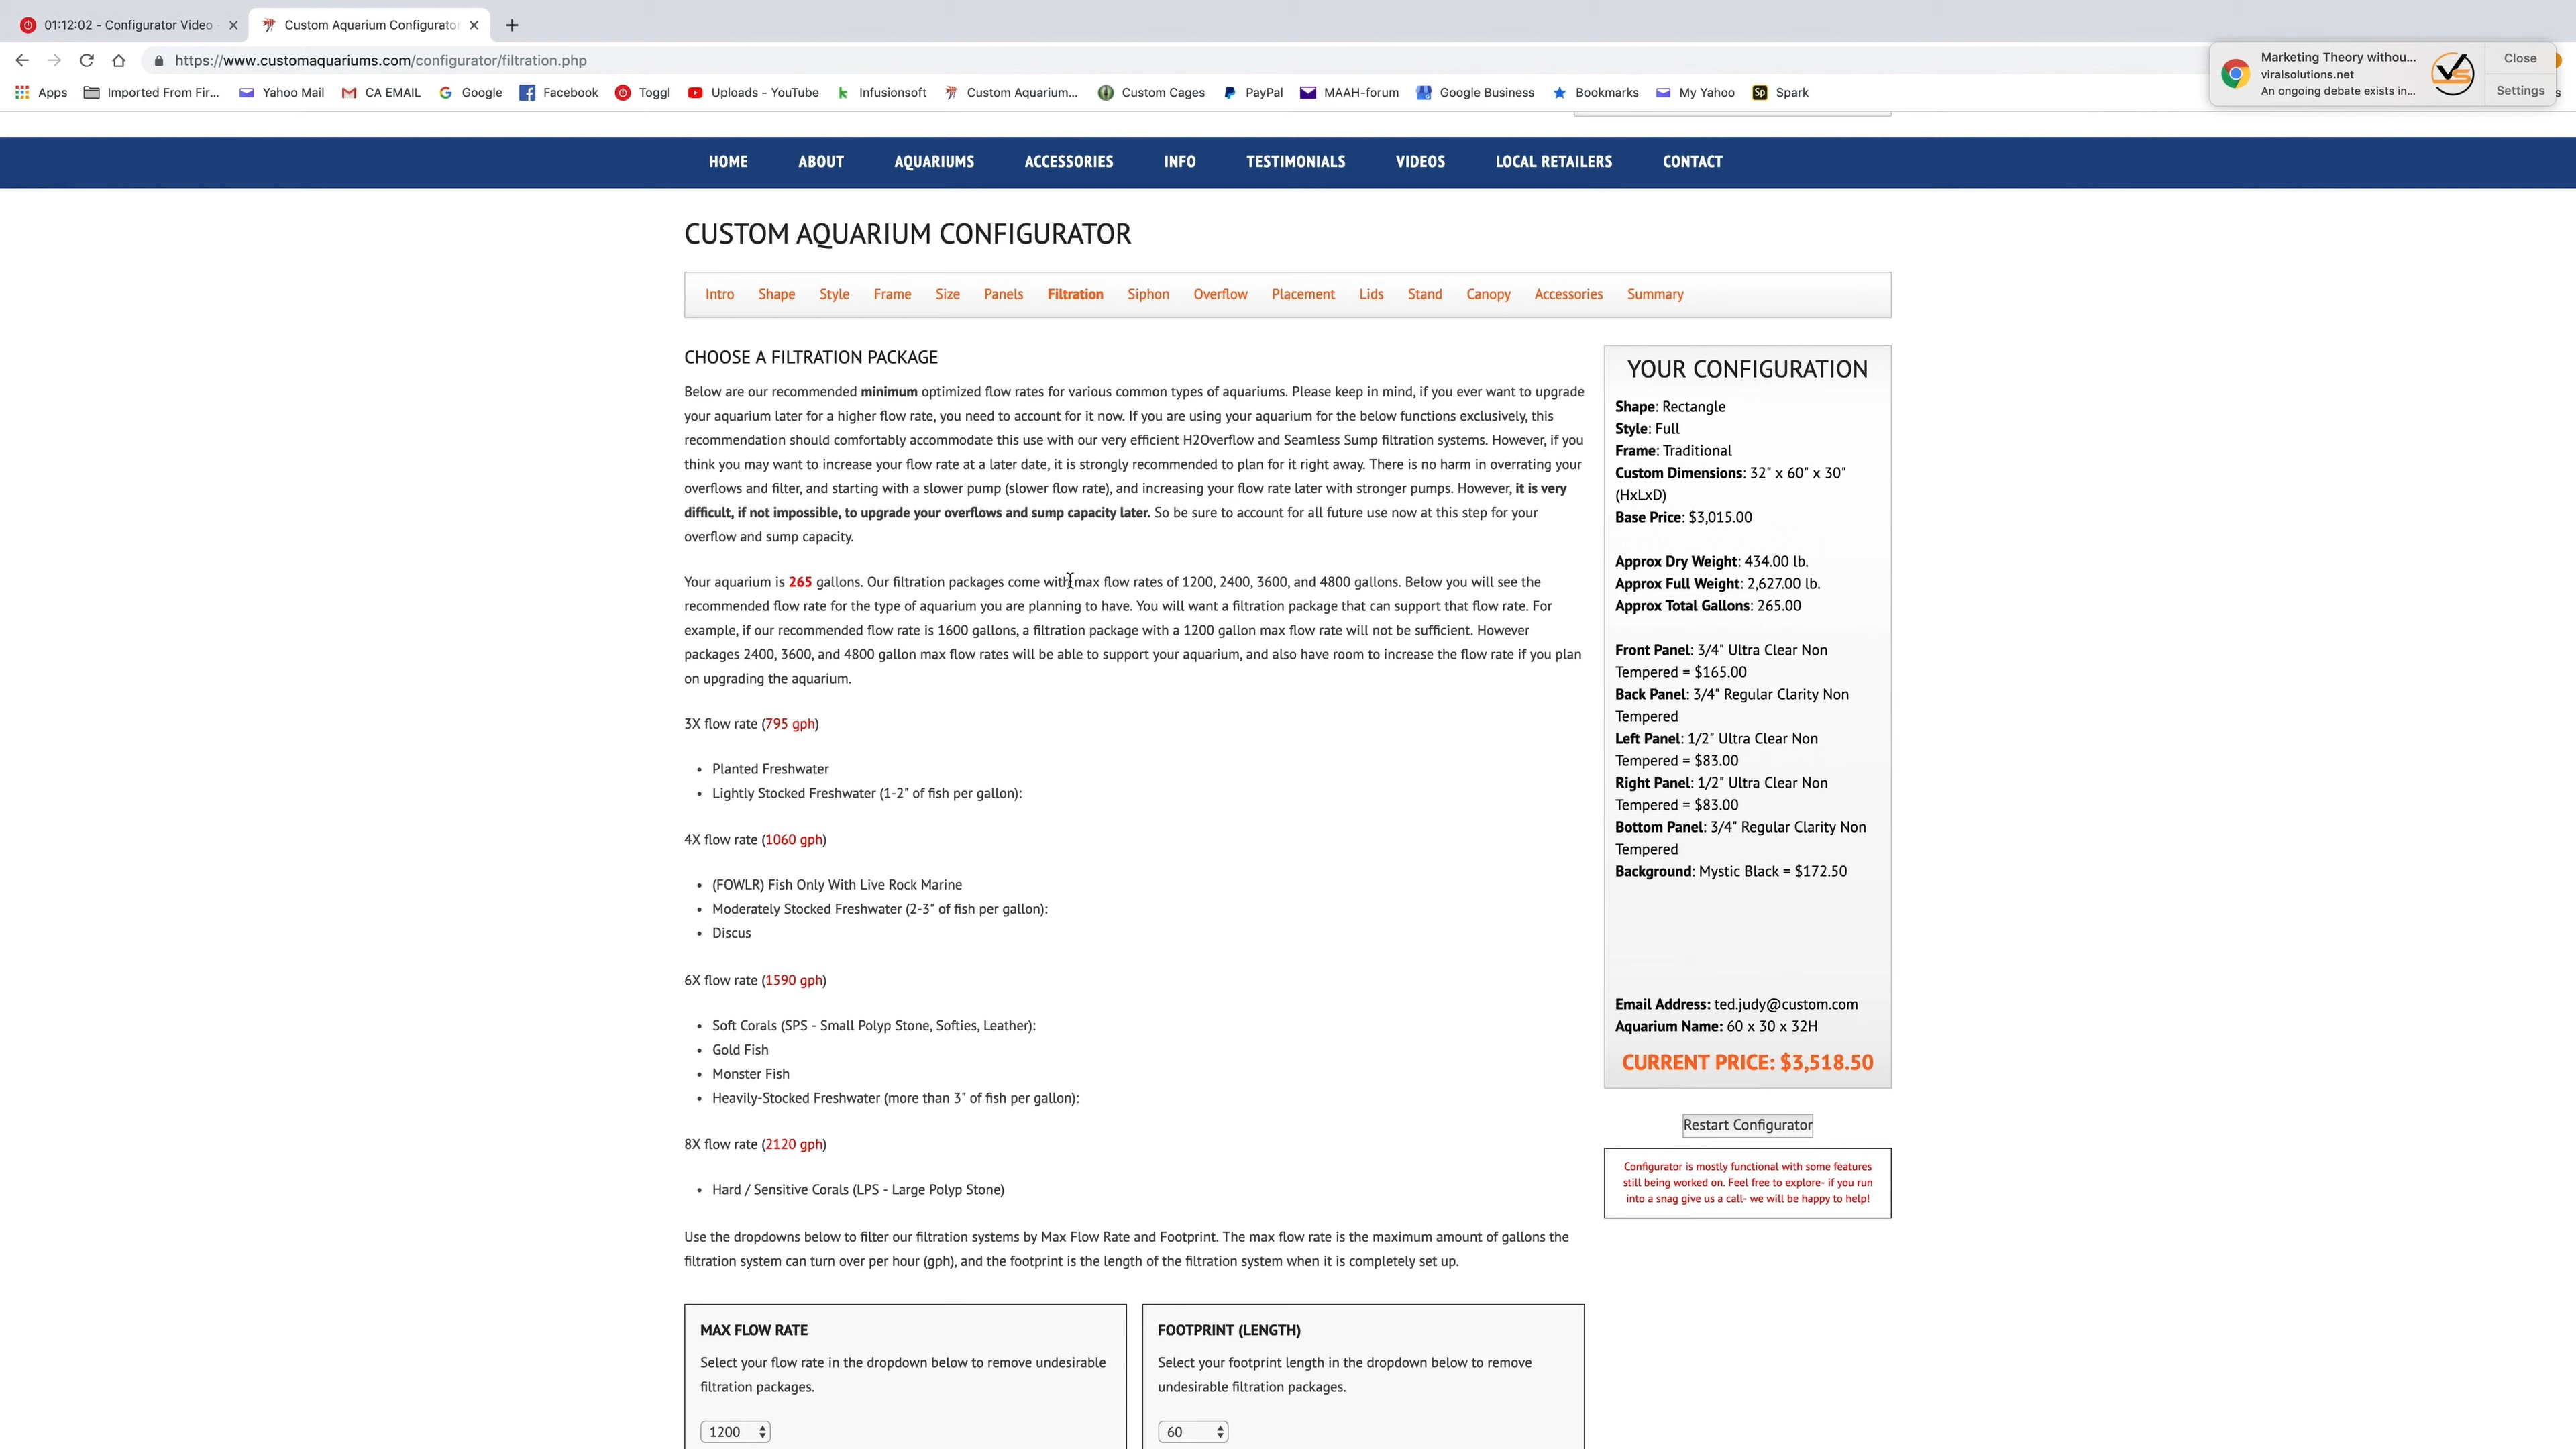 01:12:02 - Configurator Video
Custom Aquarium Configurator
https://www.customaquariums.com/configurator/filtration.php
Marketing Theory withou...
viralsolutions.net
An ongoing debate exists in...
Close
Settings
Apps
Imported From Fir...
Yahoo Mail
CA EMAIL
Google
Facebook
Toggl
Uploads - YouTube
Infusionsoft
Custom Aquarium...
Custom Cages
PayPal
MAAH-forum
Google Business
Bookmarks
My Yahoo
Spark
HOME
ABOUT
AQUARIUMS
ACCESSORIES
INFO
TESTIMONIALS
VIDEOS
LOCAL RETAILERS
CONTACT
CUSTOM AQUARIUM CONFIGURATOR
Intro
Shape
Style
Frame
Size
Panels
Filtration
Siphon
Overflow
Placement
Lids
Stand
Canopy
Accessories
Summary
CHOOSE A FILTRATION PACKAGE
Below are our recommended minimum optimized flow rates for various common types of aquariums. Please keep in mind, if you ever want to upgrade
your aquarium later for a higher flow rate, you need to account for it now. If you are using your aquarium for the below functions exclusively, this
recommendation should comfortably accommodate this use with our very efficient H2Overflow and Seamless Sump filtration systems. However, if you
think you may want to increase your flow rate at a later date, it is strongly recommended to plan for it right away. There is no harm in overrating your
overflows and filter, and starting with a slower pump (slower flow rate), and increasing your flow rate later with stronger pumps. However, it is very
difficult, if not impossible, to upgrade your overflows and sump capacity later. So be sure to account for all future use now at this step for your
overflow and sump capacity.
Your aquarium is 265 gallons. Our filtration packages come with max flow rates of 1200, 2400, 3600, and 4800 gallons. Below you will see the
recommended flow rate for the type of aquarium you are planning to have. You will want a filtration package that can support that flow rate. For
example, if our recommended flow rate is 1600 gallons, a filtration package with a 1200 gallon max flow rate will not be sufficient. However
packages 2400, 3600, and 4800 gallon max flow rates will be able to support your aquarium, and also have room to increase the flow rate if you plan
on upgrading the aquarium.
3X flow rate (795 gph)
• Planted Freshwater
• Lightly Stocked Freshwater (1-2" of fish per gallon):
4X flow rate (1060 gph)
• (FOWLR) Fish Only With Live Rock Marine
• Moderately Stocked Freshwater (2-3" of fish per gallon):
• Discus
6X flow rate (1590 gph)
• Soft Corals (SPS - Small Polyp Stone, Softies, Leather):
• Gold Fish
• Monster Fish
• Heavily-Stocked Freshwater (more than 3" of fish per gallon):
8X flow rate (2120 gph)
• Hard / Sensitive Corals (LPS - Large Polyp Stone)
Use the dropdowns below to filter our filtration systems by Max Flow Rate and Footprint. The max flow rate is the maximum amount of gallons the
filtration system can turn over per hour (gph), and the footprint is the length of the filtration system when it is completely set up.
MAX FLOW RATE
Select your flow rate in the dropdown below to remove undesirable
filtration packages.
1200
FOOTPRINT (LENGTH)
Select your footprint length in the dropdown below to remove
undesirable filtration packages.
60
YOUR CONFIGURATION
Shape: Rectangle
Style: Full
Frame: Traditional
Custom Dimensions: 32" x 60" x 30"
(HxLxD)
Base Price: $3,015.00
Approx Dry Weight: 434.00 lb.
Approx Full Weight: 2,627.00 lb.
Approx Total Gallons: 265.00
Front Panel: 3/4" Ultra Clear Non
Tempered = $165.00
Back Panel: 3/4" Regular Clarity Non
Tempered
Left Panel: 1/2" Ultra Clear Non
Tempered = $83.00
Right Panel: 1/2" Ultra Clear Non
Tempered = $83.00
Bottom Panel: 3/4" Regular Clarity Non
Tempered
Background: Mystic Black = $172.50
Email Address: ted.judy@custom.com
Aquarium Name: 60 x 30 x 32H
CURRENT PRICE: $3,518.50
Restart Configurator
Configurator is mostly functional with some features
still being worked on. Feel free to explore- if you run
into a snag give us a call- we will be happy to help!